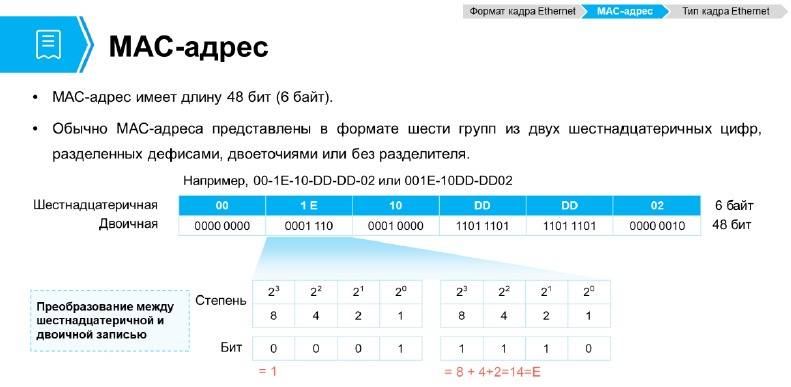 Формат кадра Ethernet MAC-адрес Тип кадра Ethernet
MAC-адрес
• MAC-адрес имеет длину 48 бит (6 байт).
• Обычно MAC-адреса представлены в формате шести групп из двух шестнадцатеричных цифр,
разделенных дефисами, двоеточиями или без разделителя.
Например, 00-1E-10-DD-DD-02 или 001E-10DD-DD02
Шестнадцатеричная 00 1 E 10 DD DD 02 6 байт
Двоичная 0000 0000 0001 110 0001 0000 1101 1101 1101 1101 0000 0010 48 бит
Преобразование между
шестнадцатеричной и
двоичной записью
Степень 2³ 2² 2¹ 2⁰ 2³ 2² 2¹ 2⁰
8 4 2 1 8 4 2 1
Бит 0 0 0 1 1 1 1 0
= 1 = 8 + 4+2=14=E